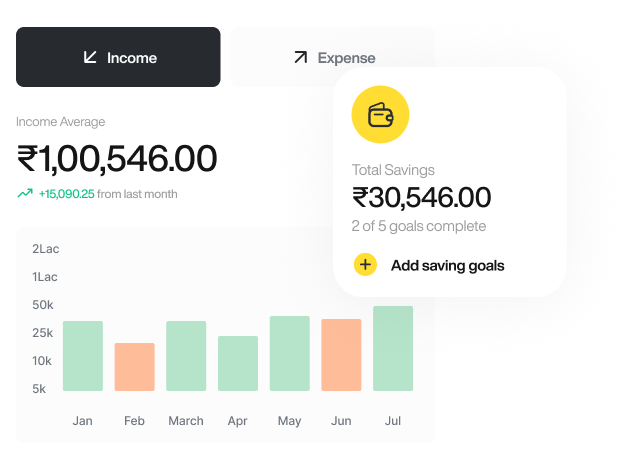 Income
Expense
Income Average
₹1,00,546.00
+15,090.25 from last month
Total Savings
₹30,546.00
2 of 5 goals complete
Add saving goals
2Lac
1Lac
50k
25k
10k
5k
Jan Feb March Apr May Jun Jul